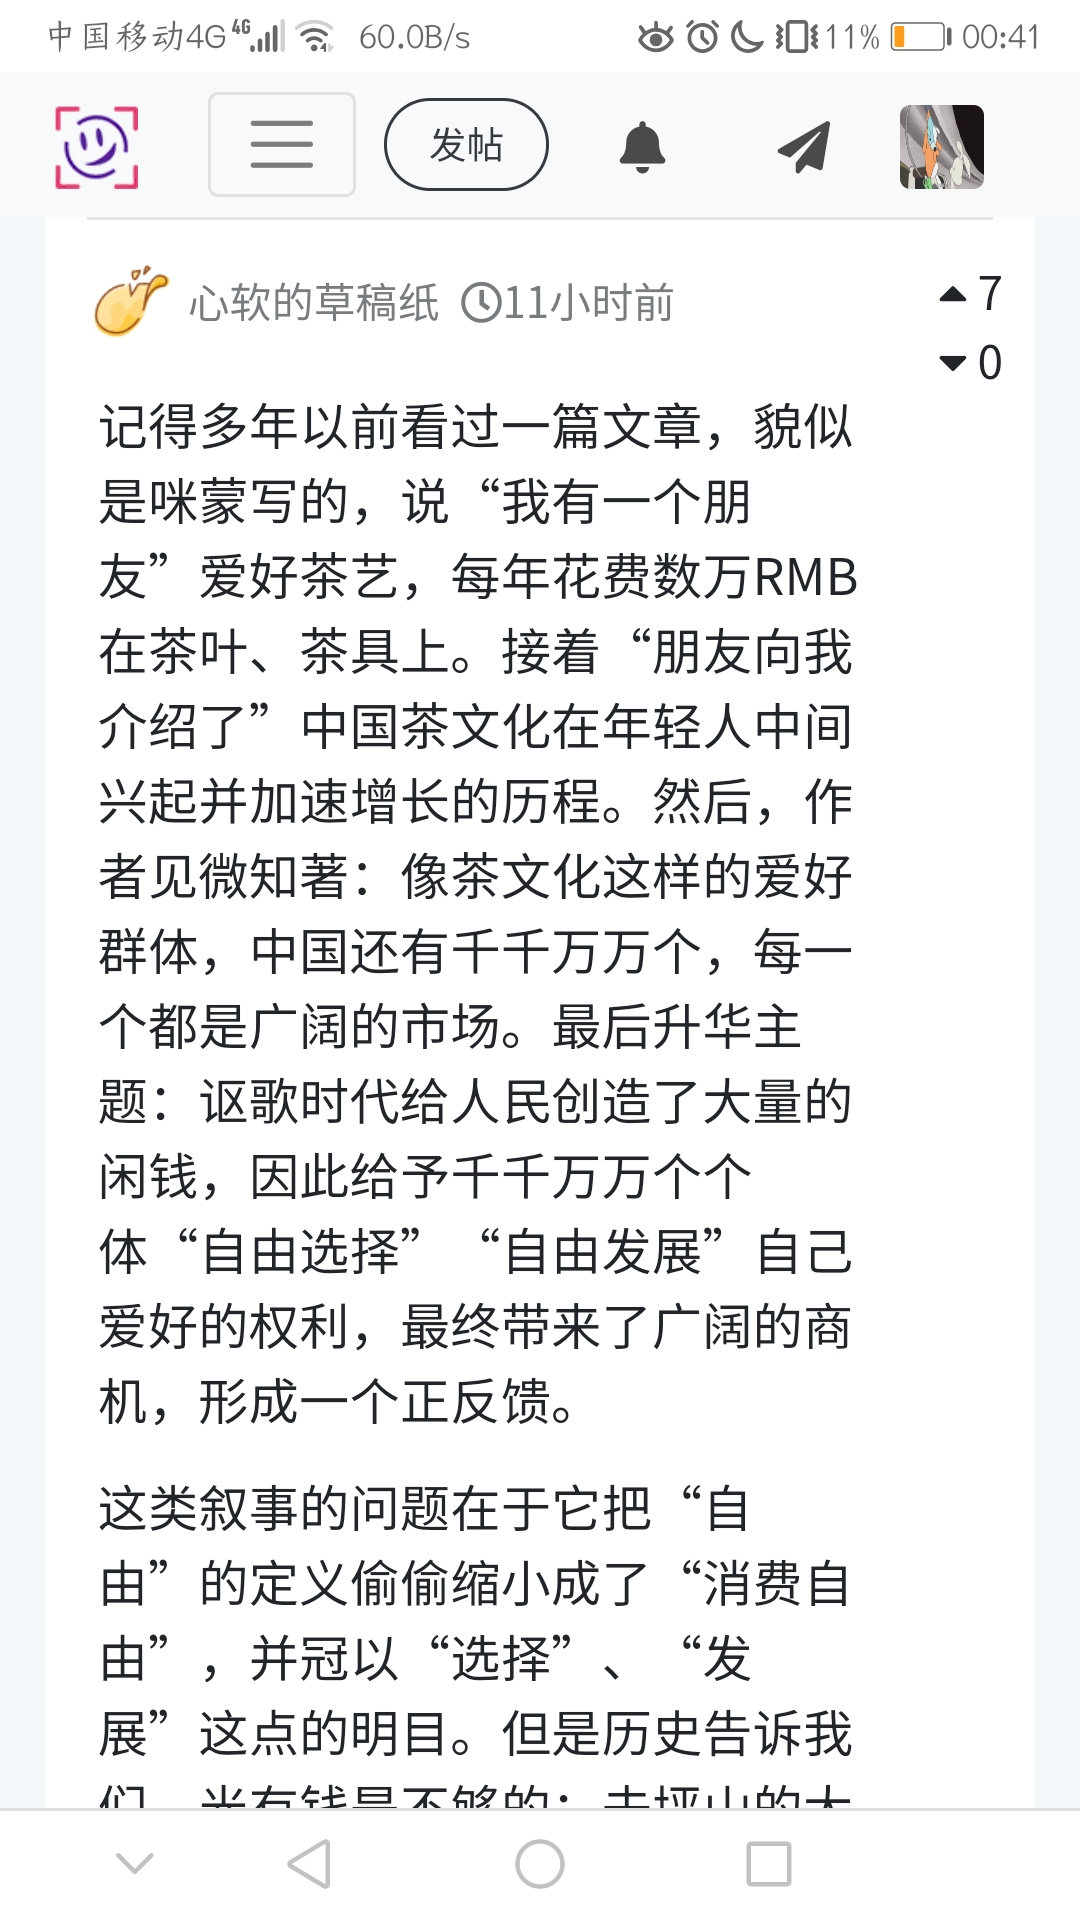 中国移动4G 4G 60.0B/s 11% 00:41
发帖
心软的草稿纸 11小时前 7
0
记得多年以前看过一篇文章，貌似
是咪蒙写的，说“我有一个朋
友”爱好茶艺，每年花费数万RMB
在茶叶、茶具上。接着“朋友向我
介绍了”中国茶文化在年轻人中间
兴起并加速增长的历程。然后，作
者见微知著：像茶文化这样的爱好
群体，中国还有千千万万个，每一
个都是广阔的市场。最后升华主
题：讴歌时代给人民创造了大量的
闲钱，因此给予千千万万个个
体“自由选择”“自由发展”自己
爱好的权利，最终带来了广阔的商
机，形成一个正反馈。
这类叙事的问题在于它把“自
由”的定义偷偷缩小成了“消费自
由”，并冠以“选择”、“发
展”这点的明目。但是历史告诉我
们，光有钱是不够的：